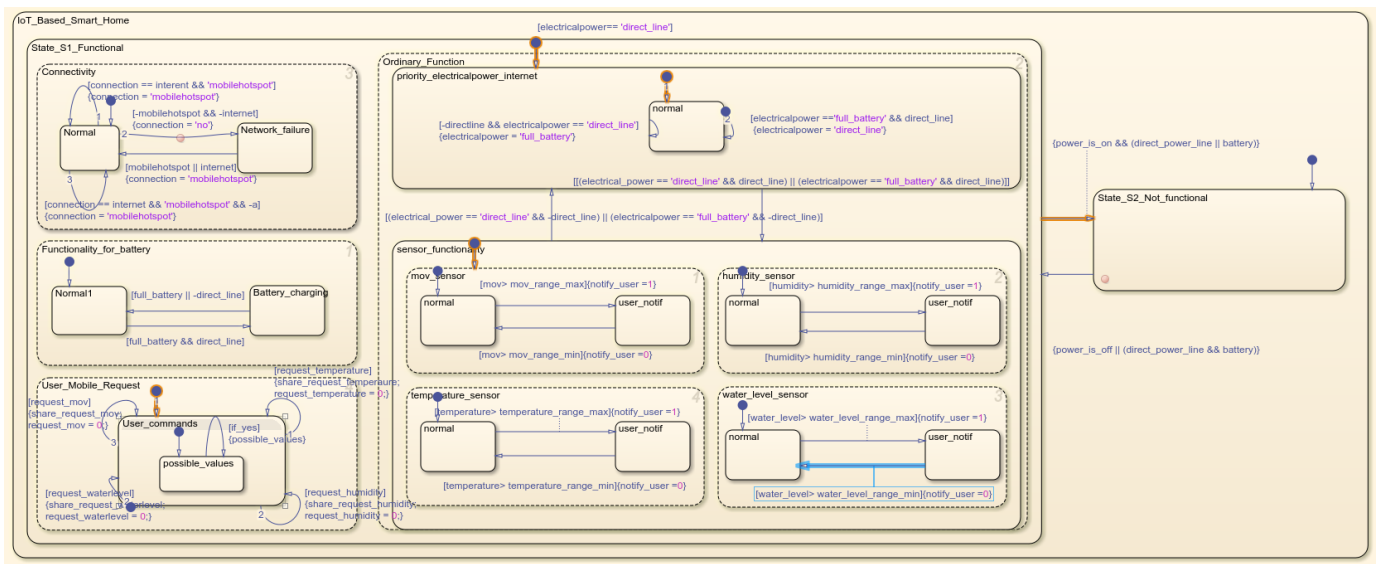 IoT_Based_Smart_Home
[electricalpower== 'direct_line']
State_S1_Functional
Connectivity
3
[connection == interent && 'mobilehotspot']
{connection = 'mobilehotspot'}
1
[-mobilehotspot && -internet]
{connection = 'no'}
Normal
2
Network_failure
[mobilehotspot || internet]
{connection = 'mobilehotspot'}
3
[connection == internet && 'mobilehotspot' && -a]
{connection = 'mobilehotspot'}
Functionality_for_battery
1
Normal1
[full_battery || -direct_line]
Battery_charging
[full_battery && direct_line]
User_Mobile_Request
[request_temperature]
{share_request_temperaure;
request_temperature = 0;}
[request_mov]
{share_request_mov;
request_mov = 0;}
3
User_commands
[if_yes]
{possible_values}
1
possible_values
[request_waterlevel]
{share_request_waterlevel;
request_waterlevel = 0;}
2
[request_humidity]
{share_request_humidity;
request_humidity = 0;}
2
Ordinary_Function
2
priority_electricalpower_internet
normal
[-directline && electricalpower == 'direct_line']
{electricalpower = 'full_battery'}
2
[electricalpower =='full_battery' && direct_line]
{electricalpower = 'direct_line'}
[[(electrical_power == 'direct_line' && direct_line) || (electricalpower == 'full_battery' && direct_line)]]
[(electrical_power == 'direct_line' && -direct_line) || (electricalpower == 'full_battery' && -direct_line)]
sensor_functionality
mov_sensor
1
[mov> mov_range_max]{notify_user =1}
normal
user_notif
[mov> mov_range_min]{notify_user =0}
humidity_sensor
2
[humidity> humidity_range_max]{notify_user =1}
normal
user_notif
[humidity> humidity_range_min]{notify_user =0}
temperature_sensor
4
[temperature> temperature_range_max]{notify_user =1}
normal
user_notif
[temperature> temperature_range_min]{notify_user =0}
water_level_sensor
3
[water_level> water_level_range_max]{notify_user =1}
normal
user_notif
[water_level> water_level_range_min]{notify_user =0}
{power_is_on && (direct_power_line || battery)}
State_S2_Not_functional
{power_is_off || (direct_power_line && battery)}